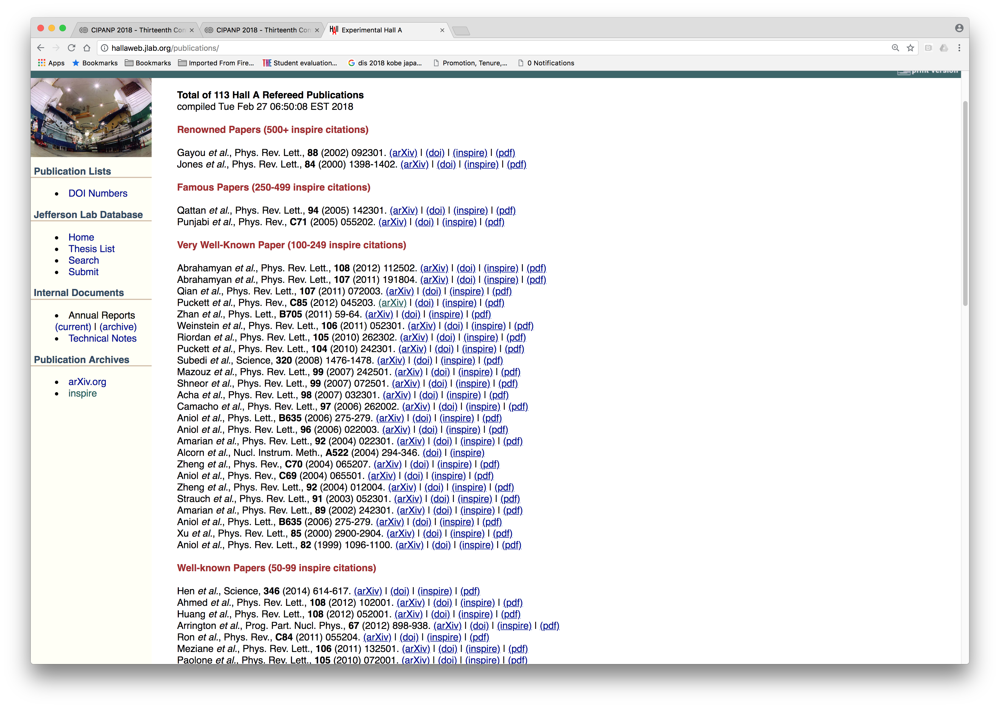 CIPANP 2018 - Thirteenth Con
CIPANP 2018 - Thirteenth Con
HAll Experimental Hall A
hallaweb.jlab.org/publications/
Apps Bookmarks Bookmarks Imported From Fire... THE Student evaluation... dis 2018 kobe japa... Promotion, Tenure,... 0 Notifications
print version
Publication Lists
• DOI Numbers
Jefferson Lab Database
• Home
• Thesis List
• Search
• Submit
Internal Documents
• Annual Reports
(current) | (archive)
• Technical Notes
Publication Archives
• arXiv.org
• inspire
Total of 113 Hall A Refereed Publications
compiled Tue Feb 27 06:50:08 EST 2018
Renowned Papers (500+ inspire citations)
Gayou et al., Phys. Rev. Lett., 88 (2002) 092301. (arXiv) | (doi) | (inspire) | (pdf)
Jones et al., Phys. Rev. Lett., 84 (2000) 1398-1402. (arXiv) | (doi) | (inspire) | (pdf)
Famous Papers (250-499 inspire citations)
Qattan et al., Phys. Rev. Lett., 94 (2005) 142301. (arXiv) | (doi) | (inspire) | (pdf)
Punjabi et al., Phys. Rev., C71 (2005) 055202. (arXiv) | (doi) | (inspire) | (pdf)
Very Well-Known Paper (100-249 inspire citations)
Abrahamyan et al., Phys. Rev. Lett., 108 (2012) 112502. (arXiv) | (doi) | (inspire) | (pdf)
Abrahamyan et al., Phys. Rev. Lett., 107 (2011) 191804. (arXiv) | (doi) | (inspire) | (pdf)
Qian et al., Phys. Rev. Lett., 107 (2011) 072003. (arXiv) | (doi) | (inspire) | (pdf)
Puckett et al., Phys. Rev., C85 (2012) 045203. (arXiv) | (doi) | (inspire) | (pdf)
Zhan et al., Phys. Lett., B705 (2011) 59-64. (arXiv) | (doi) | (inspire) | (pdf)
Weinstein et al., Phys. Rev. Lett., 106 (2011) 052301. (arXiv) | (doi) | (inspire) | (pdf)
Riordan et al., Phys. Rev. Lett., 105 (2010) 262302. (arXiv) | (doi) | (inspire) | (pdf)
Puckett et al., Phys. Rev. Lett., 104 (2010) 242301. (arXiv) | (doi) | (inspire) | (pdf)
Subedi et al., Science, 320 (2008) 1476-1478. (arXiv) | (doi) | (inspire) | (pdf)
Mazouz et al., Phys. Rev. Lett., 99 (2007) 242501. (arXiv) | (doi) | (inspire) | (pdf)
Shneor et al., Phys. Rev. Lett., 99 (2007) 072501. (arXiv) | (doi) | (inspire) | (pdf)
Acha et al., Phys. Rev. Lett., 98 (2007) 032301. (arXiv) | (doi) | (inspire) | (pdf)
Camacho et al., Phys. Rev. Lett., 97 (2006) 262002. (arXiv) | (doi) | (inspire) | (pdf)
Aniol et al., Phys. Lett., B635 (2006) 275-279. (arXiv) | (doi) | (inspire) | (pdf)
Aniol et al., Phys. Rev. Lett., 96 (2006) 022003. (arXiv) | (doi) | (inspire) | (pdf)
Amarian et al., Phys. Rev. Lett., 92 (2004) 022301. (arXiv) | (doi) | (inspire) | (pdf)
Alcorn et al., Nucl. Instrum. Meth., A522 (2004) 294-346. (doi) | (inspire)
Zheng et al., Phys. Rev., C70 (2004) 065207. (arXiv) | (doi) | (inspire) | (pdf)
Aniol et al., Phys. Rev., C69 (2004) 065501. (arXiv) | (doi) | (inspire) | (pdf)
Zheng et al., Phys. Rev. Lett., 92 (2004) 012004. (arXiv) | (doi) | (inspire) | (pdf)
Strauch et al., Phys. Rev. Lett., 91 (2003) 052301. (arXiv) | (doi) | (inspire) | (pdf)
Amarian et al., Phys. Rev. Lett., 89 (2002) 242301. (arXiv) | (doi) | (inspire) | (pdf)
Aniol et al., Phys. Lett., B635 (2006) 275-279. (arXiv) | (doi) | (inspire) | (pdf)
Xu et al., Phys. Rev. Lett., 85 (2000) 2900-2904. (arXiv) | (doi) | (inspire) | (pdf)
Aniol et al., Phys. Rev. Lett., 82 (1999) 1096-1100. (arXiv) | (doi) | (inspire) | (pdf)
Well-known Papers (50-99 inspire citations)
Hen et al., Science, 346 (2014) 614-617. (arXiv) | (doi) | (inspire) | (pdf)
Ahmed et al., Phys. Rev. Lett., 108 (2012) 102001. (arXiv) | (doi) | (inspire) | (pdf)
Huang et al., Phys. Rev. Lett., 108 (2012) 052001. (arXiv) | (doi) | (inspire) | (pdf)
Arrington et al., Prog. Part. Nucl. Phys., 67 (2012) 898-938. (arXiv) | (doi) | (inspire) | (pdf)
Ron et al., Phys. Rev., C84 (2011) 055204. (arXiv) | (doi) | (inspire) | (pdf)
Meziane et al., Phys. Rev. Lett., 106 (2011) 132501. (arXiv) | (doi) | (inspire) | (pdf)
Paolone et al., Phys. Rev. Lett., 105 (2010) 072001. (arXiv) | (doi) | (inspire) | (pdf)